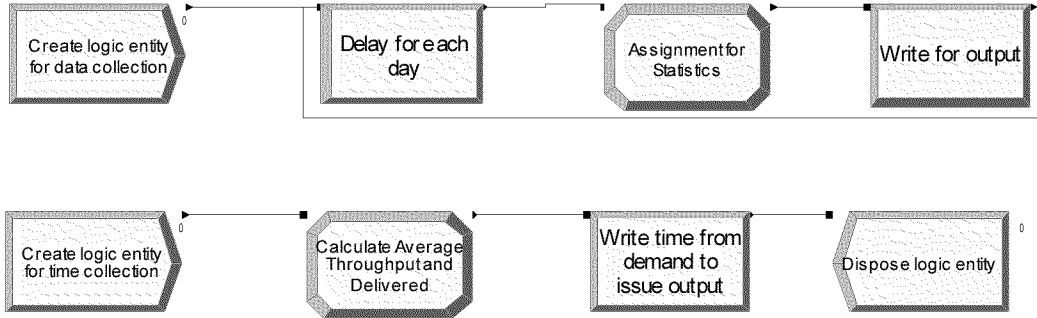 Create logic entity
for data collection
0
Delay for each
day
Assignment for
Statistics
Write for output
Create logic entity
for time collection
0
Calculate Average
Throughput and
Delivered
Write time from
demand to
issue output
Dispose logic entity
0